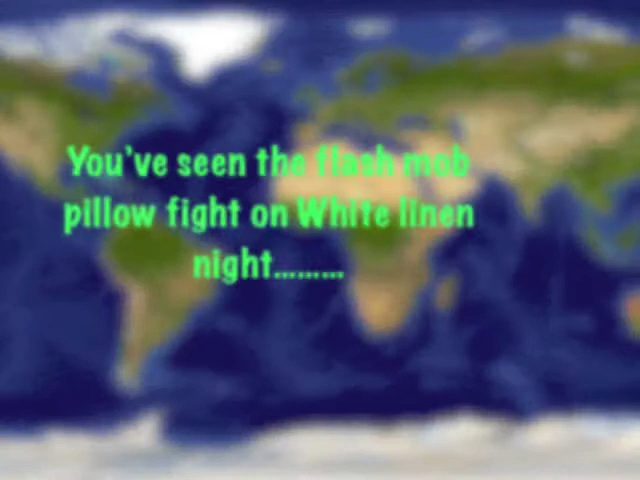 You've seen the flash mob
pillow fight on White linen
night.........